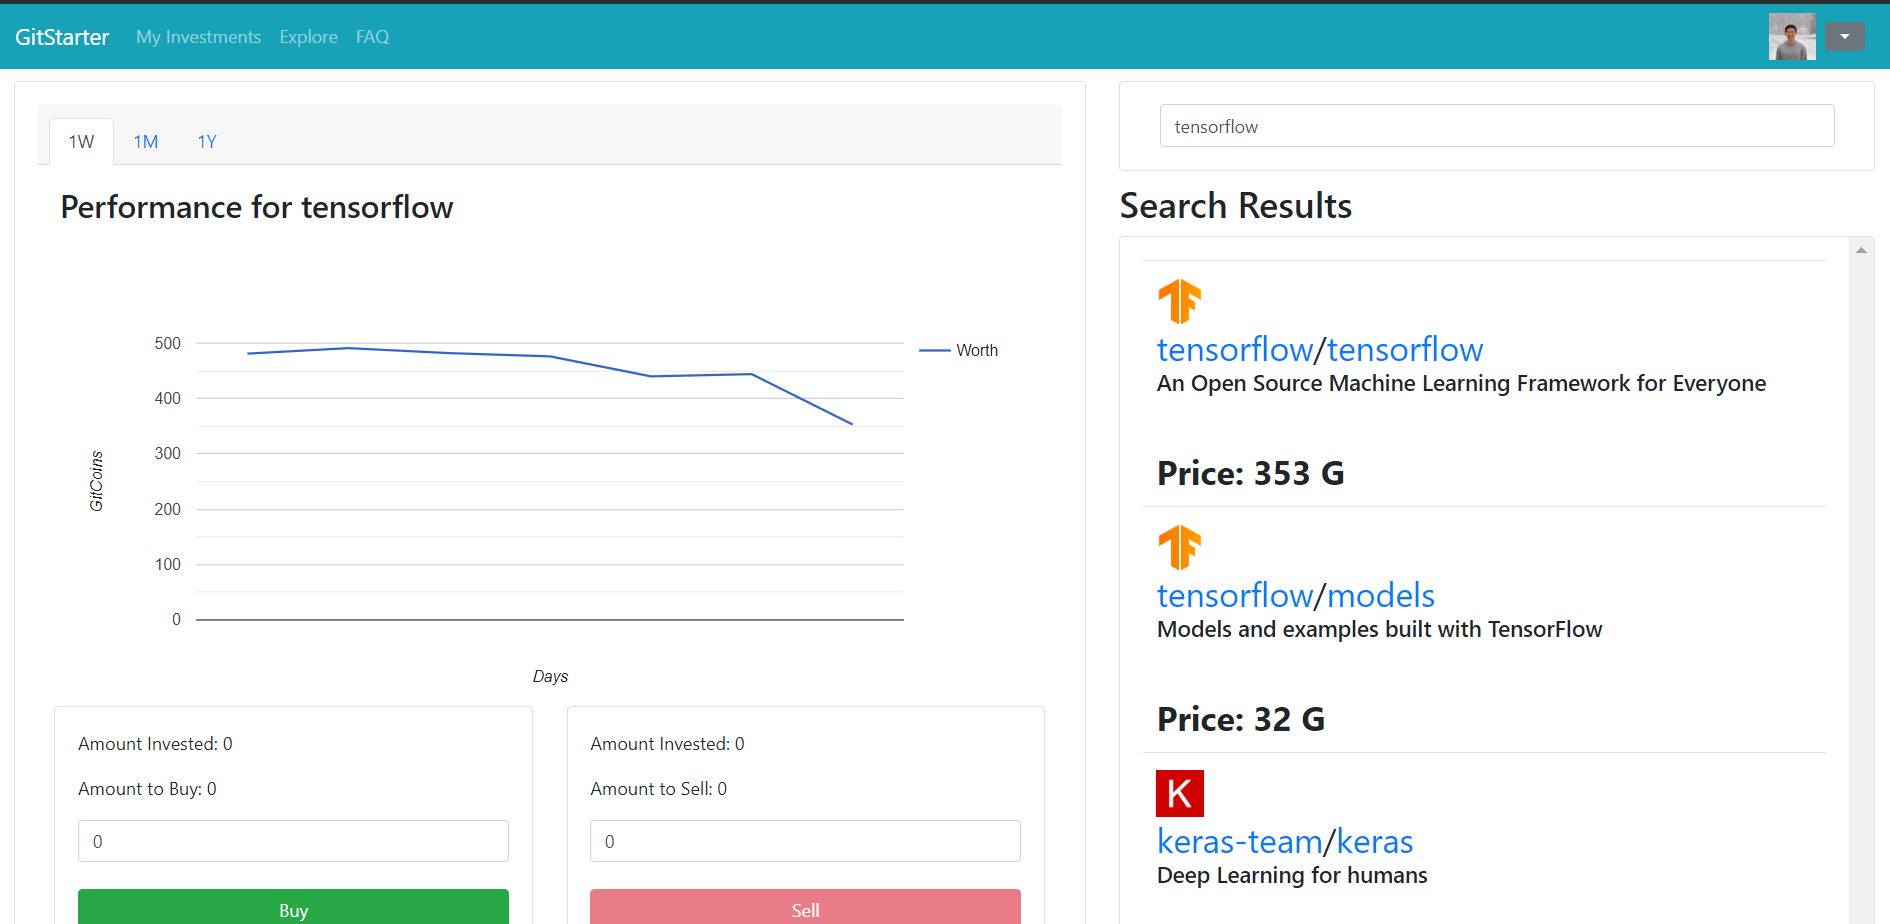 GitStarter My Investments Explore FAQ
1W 1M 1Y
Performance for tensorflow
500
400
300
200
100
0
GitCoins
Worth
Days
Amount Invested: 0
Amount to Buy: 0
0
Buy
Amount Invested: 0
Amount to Sell: 0
0
Sell
tensorflow
Search Results
tensorflow/tensorflow
An Open Source Machine Learning Framework for Everyone
Price: 353 G
tensorflow/models
Models and examples built with TensorFlow
Price: 32 G
K
keras-team/keras
Deep Learning for humans